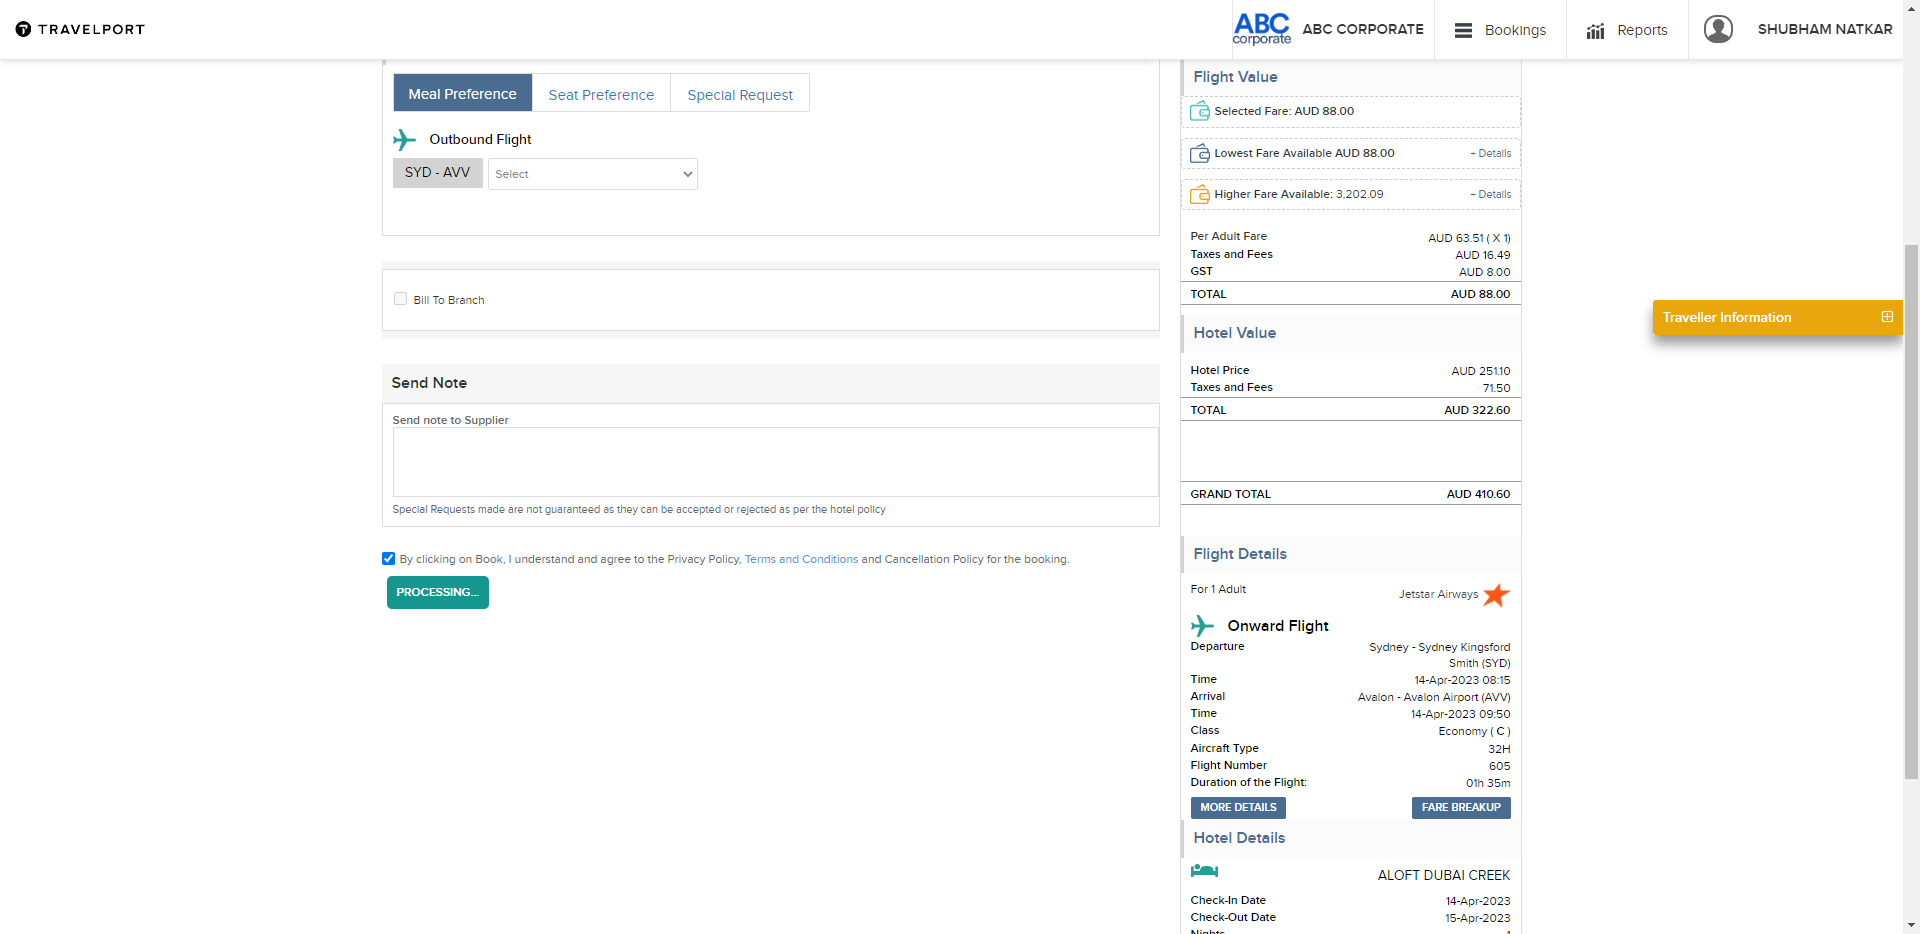 TRAVELPORT
ABC
corporate
ABC CORPORATE
Bookings
Reports
SHUBHAM NATKAR
Meal Preference
Seat Preference
Special Request
Outbound Flight
SYD - AVV
Select
Bill To Branch
Send Note
Send note to Supplier
Special Requests made are not guaranteed as they can be accepted or rejected as per the hotel policy
By clicking on Book, I understand and agree to the Privacy Policy, Terms and Conditions and Cancellation Policy for the booking.
PROCESSING...
Flight Value
Selected Fare: AUD 88.00
Lowest Fare Available AUD 88.00 + Details
Higher Fare Available: 3,202.09 + Details
Per Adult Fare AUD 63.51 ( X 1)
Taxes and Fees AUD 16.49
GST AUD 8.00
TOTAL AUD 88.00
Hotel Value
Hotel Price AUD 251.10
Taxes and Fees 71.50
TOTAL AUD 322.60
GRAND TOTAL AUD 410.60
Flight Details
For 1 Adult Jetstar Airways
Onward Flight
Departure Sydney - Sydney Kingsford
Smith (SYD)
Time 14-Apr-2023 08:15
Arrival Avalon - Avalon Airport (AVV)
Time 14-Apr-2023 09:50
Class Economy ( C )
Aircraft Type 32H
Flight Number 605
Duration of the Flight: 01h 35m
MORE DETAILS FARE BREAKUP
Hotel Details
ALOFT DUBAI CREEK
Check-In Date 14-Apr-2023
Check-Out Date 15-Apr-2023
Nights 1
Traveller Information